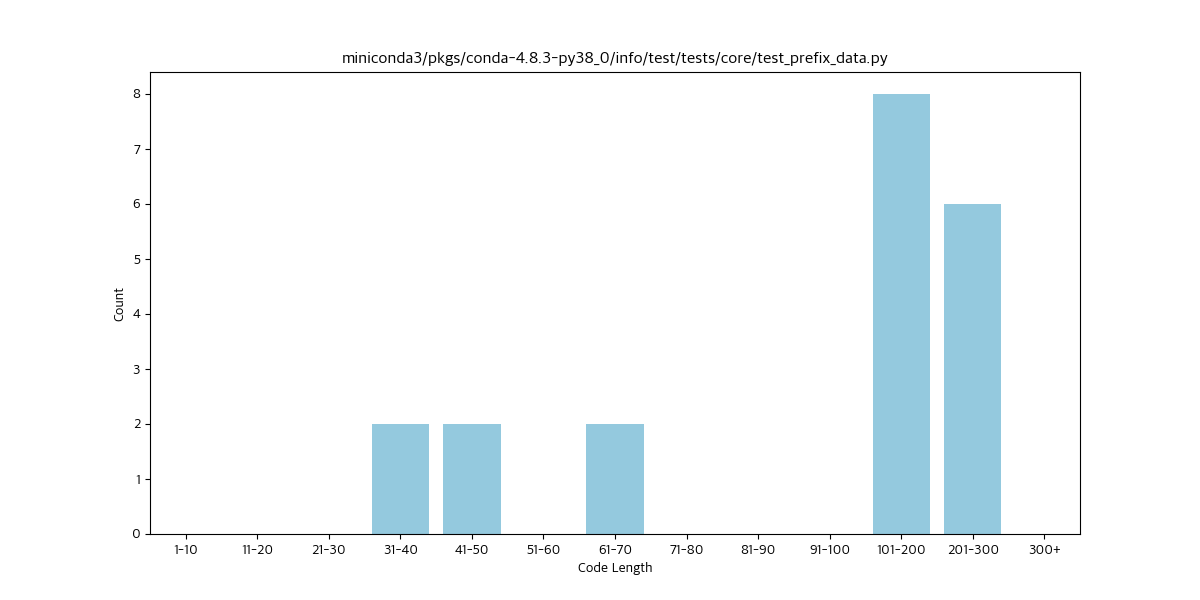 miniconda3/pkgs/conda-4.8.3-py38_0/info/test/tests/core/test_prefix_data.py
8
7
6
5
4
3
2
1
0
Count
1-10 11-20 21-30 31-40 41-50 51-60 61-70 71-80 81-90 91-100 101-200 201-300 300+
Code Length